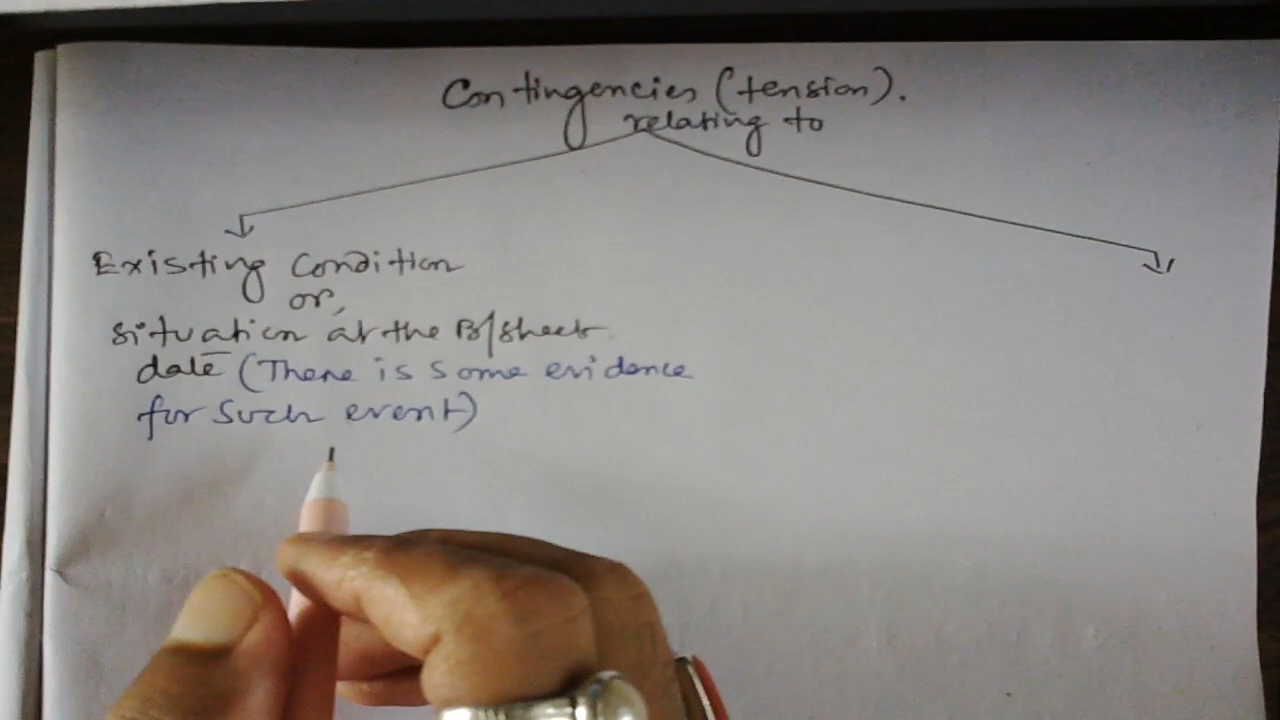 Contingencies (tension).
relating to
Existing Condition
or,
situation at the B/sheet
date (There is some evidence
for such event)